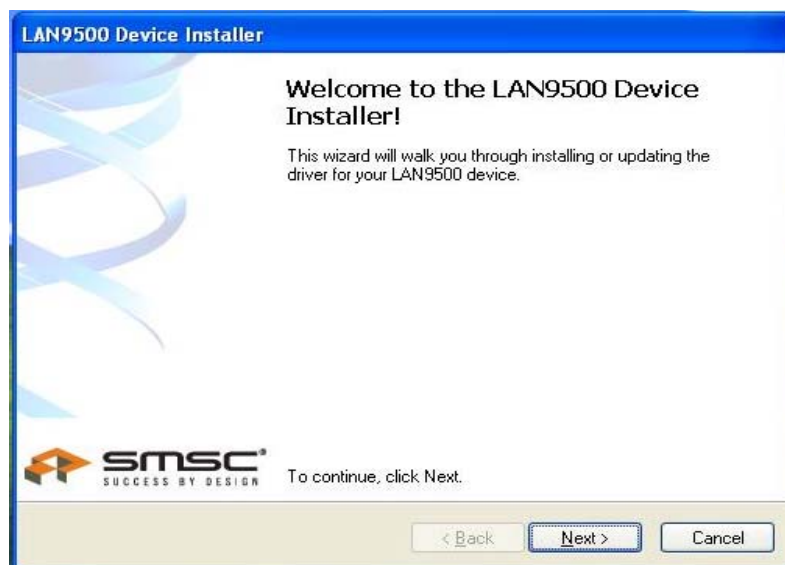 LAN9500 Device Installer
Welcome to the LAN9500 Device
Installer!
This wizard will walk you through installing or updating the
driver for your LAN9500 device.
smsc®
SUCCESS BY DESIGN
To continue, click Next.
< Back
Next >
Cancel